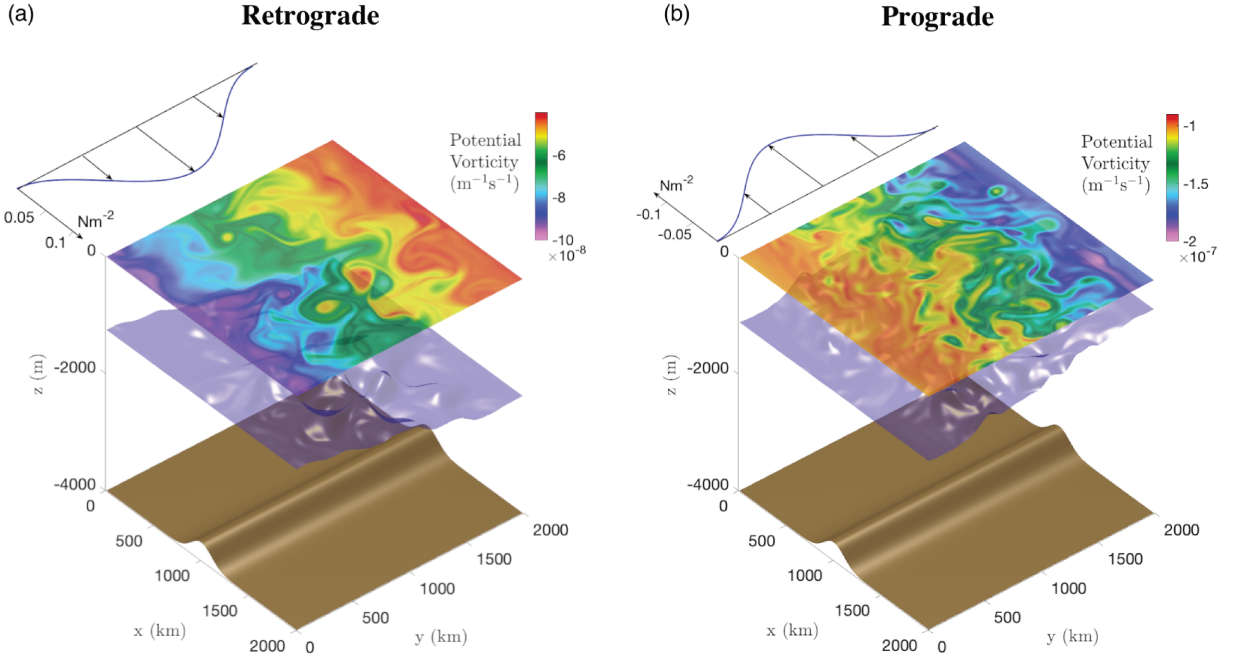 (a)
Retrograde
0.05
0.1
Nm-2
Potential
Vorticity
(m−1s−1)
-6
-8
-10
×10-8
0
-2000
-4000
z (m)
0
500
1000
1500
2000
x (km)
0
500
1000
1500
2000
y (km)
(b)
Prograde
Nm-2
-0.1
-0.05
Potential
Vorticity
(m−1s−1)
-1
-1.5
-2
×10-7
0
-2000
-4000
z (m)
0
500
1000
1500
2000
x (km)
0
500
1000
1500
2000
y (km)